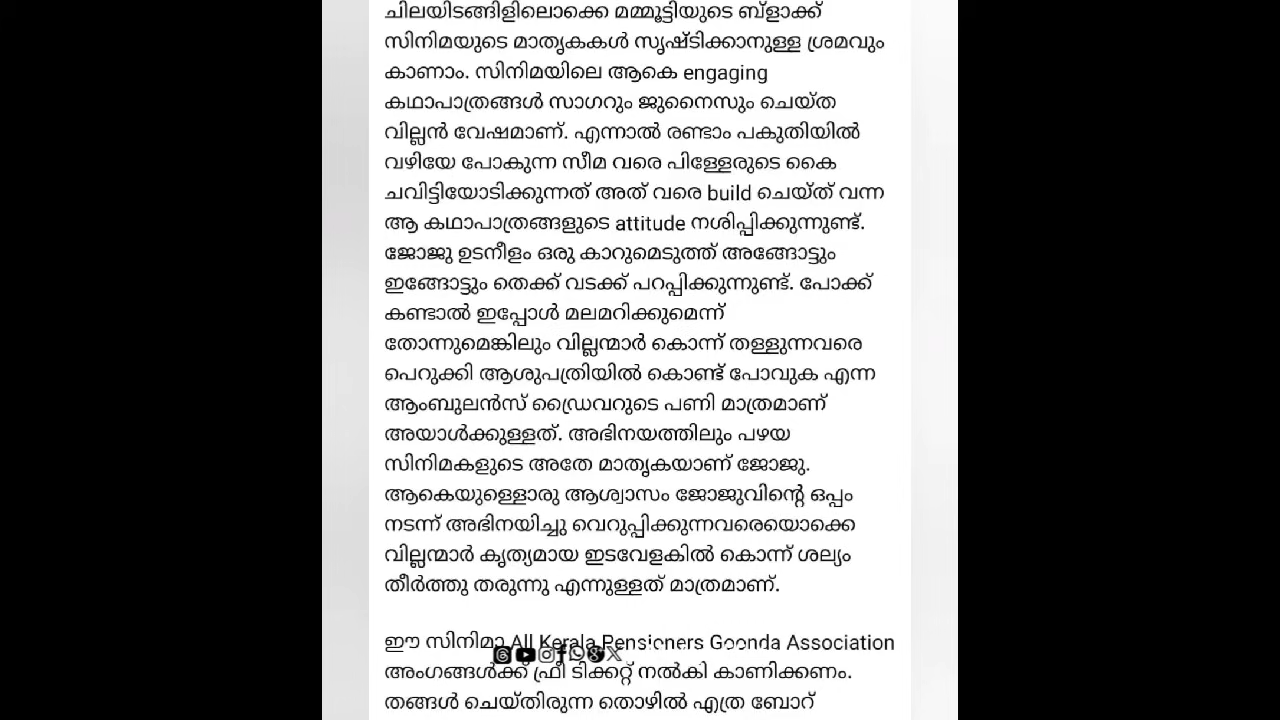 ചിലയിടങ്ങിളിലൊക്കെ മമ്മൂട്ടിയുടെ ബ്ളാക്ക്
സിനിമയുടെ മാതൃകകൾ സൃഷ്ടിക്കാനുള്ള ശ്രമവും
കാണാം. സിനിമയിലെ ആകെ engaging
കഥാപാത്രങ്ങൾ സാഗറും ജുനൈസും ചെയ്ത
വില്ലൻ വേഷമാണ്. എന്നാൽ രണ്ടാം പകുതിയിൽ
വഴിയേ പോകുന്ന സീമ വരെ പിള്ളേരുടെ കൈ
ചവിട്ടിയോടിക്കുന്നത് അത് വരെ build ചെയ്ത് വന്ന
ആ കഥാപാത്രങ്ങളുടെ attitude നശിപ്പിക്കുന്നുണ്ട്.
ജോജു ഉടനീളം ഒരു കാറുമെടുത്ത് അങ്ങോട്ടും
ഇങ്ങോട്ടും തെക്ക് വടക്ക് പറപ്പിക്കുന്നുണ്ട്. പോക്ക്
കണ്ടാൽ ഇപ്പോൾ മലമറിക്കുമെന്ന്
തോന്നുമെങ്കിലും വില്ലന്മാർ കൊന്ന് തള്ളുന്നവരെ
പെറുക്കി ആശുപത്രിയിൽ കൊണ്ട് പോവുക എന്ന
ആംബുലൻസ് ഡ്രൈവറുടെ പണി മാത്രമാണ്
അയാൾക്കുള്ളത്. അഭിനയത്തിലും പഴയ
സിനിമകളുടെ അതേ മാതൃകയാണ് ജോജു.
ആകെയുള്ളൊരു ആശ്വാസം ജോജുവിന്റെ ഒപ്പം
നടന്ന് അഭിനയിച്ചു വെറുപ്പിക്കുന്നവരെയൊക്കെ
വില്ലന്മാർ കൃത്യമായ ഇടവേളകിൽ കൊന്ന് ശല്യം
തീർത്തു തരുന്നു എന്നുള്ളത് മാത്രമാണ്.
ഈ സിനിമാ All Kerala Pensioners Goonda Association
അംഗങ്ങൾക്ക് ഫ്രീ ടിക്കറ്റ് നൽകി കാണിക്കണം.
തങ്ങൾ ചെയ്തിരുന്ന തൊഴിൽ എത്ര ബോറ്